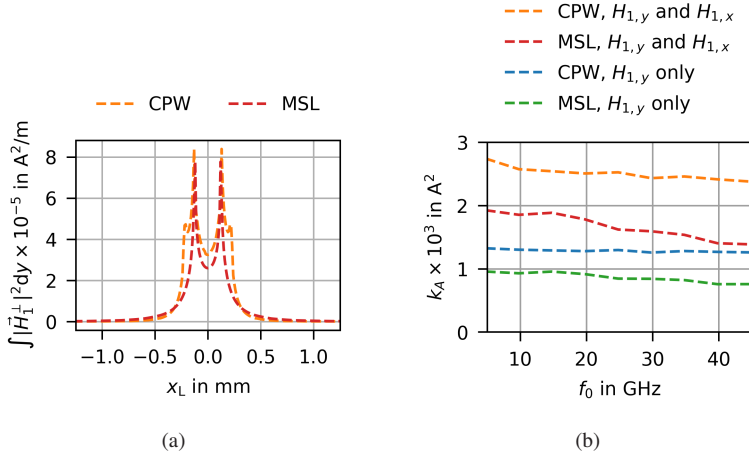 CPW, H₁,y and H₁,x
MSL, H₁,y and H₁,x
CPW, H₁,y only
MSL, H₁,y only
CPW MSL
∫|H⃗₁^⊥|²dy × 10⁻⁵ in A²/m
8
6
4
2
0
−1.0 −0.5 0.0 0.5 1.0
x_L in mm
(a)
k_A × 10³ in A²
3
2
1
0
10 20 30 40
f₀ in GHz
(b)